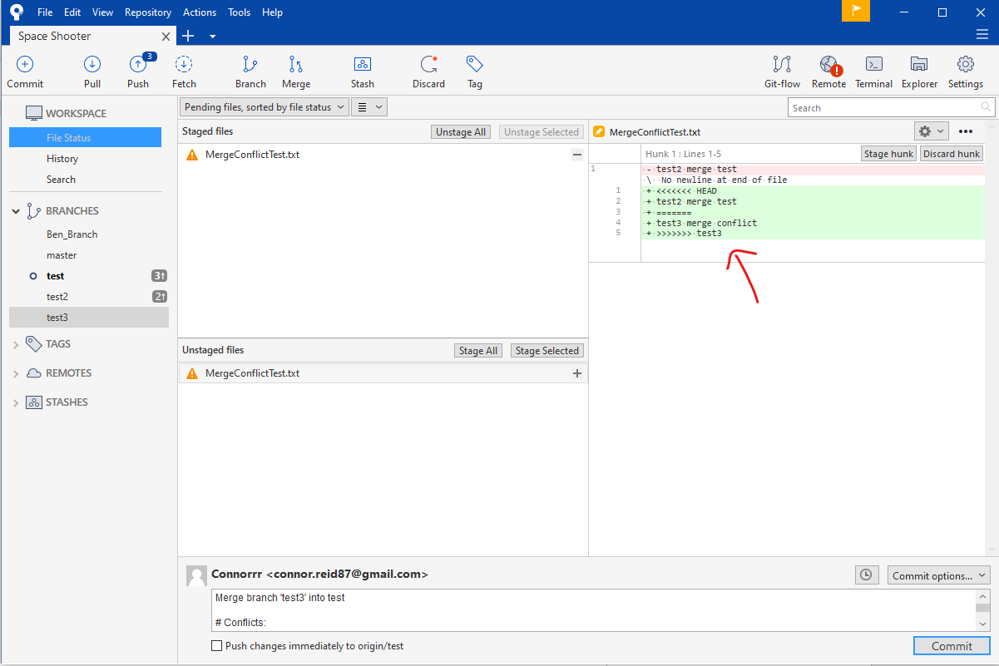 File Edit View Repository Actions Tools Help
Space Shooter
Commit Pull Push 3 Fetch Branch Merge Stash Discard Tag Git-flow Remote Terminal Explorer Settings
WORKSPACE
File Status
History
Search
BRANCHES
Ben_Branch
master
test 3↑
test2 2↑
test3
TAGS
REMOTES
STASHES
Pending files, sorted by file status
Search
Staged files Unstage All Unstage Selected
MergeConflictTest.txt
Unstaged files Stage All Stage Selected
MergeConflictTest.txt
MergeConflictTest.txt
Hunk 1 : Lines 1-5 Stage hunk Discard hunk
1 - test2 merge test
\ No newline at end of file
1 + <<<<<<< HEAD
2 + test2 merge test
3 + =======
4 + test3 merge conflict
5 + >>>>>>> test3
Connorrr <connor.reid87@gmail.com>
Commit options...
Merge branch 'test3' into test
# Conflicts:
Push changes immediately to origin/test
Commit